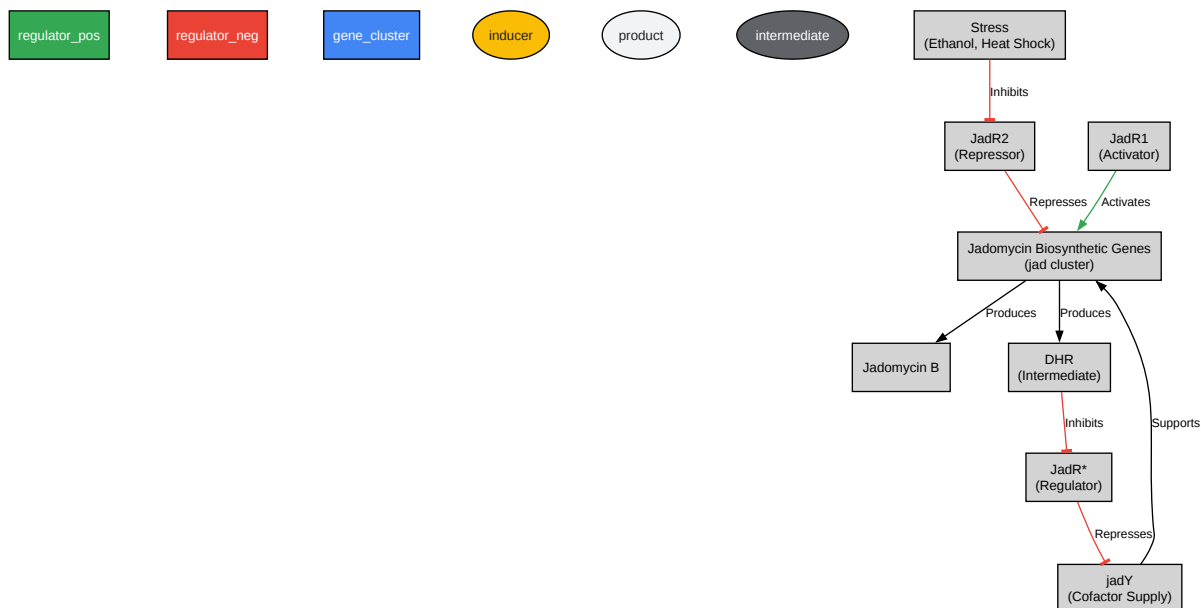 regulator_pos
regulator_neg
gene_cluster
inducer
product
intermediate
Stress
(Ethanol, Heat Shock)
Inhibits
JadR2
(Repressor)
JadR1
(Activator)
Represses
Activates
Jadomycin Biosynthetic Genes
(jad cluster)
Produces
Produces
Jadomycin B
DHR
(Intermediate)
Inhibits
Supports
JadR*
(Regulator)
Represses
jadY
(Cofactor Supply)